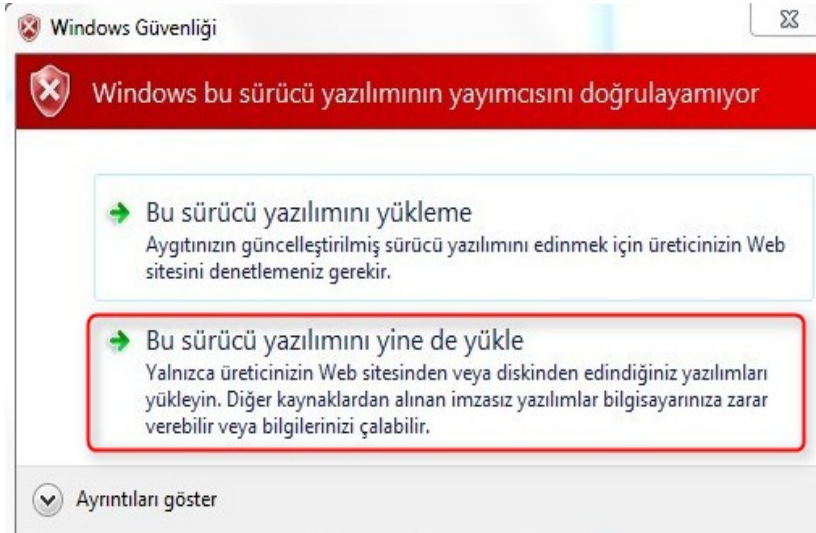 Windows Güvenliği
Windows bu sürücü yazılımının yayımcısını doğrulayamıyor
Bu sürücü yazılımını yükleme
Aygıtınızın güncelleştirilmiş sürücü yazılımını edinmek için üreticinizin Web
sitesini denetlemeniz gerekir.
Bu sürücü yazılımını yine de yükle
Yalnızca üreticinizin Web sitesinden veya diskinden edindiğiniz yazılımları
yükleyin. Diğer kaynaklardan alınan imzasız yazılımlar bilgisayarınıza zarar
verebilir veya bilgilerinizi çalabilir.
Ayrıntıları göster